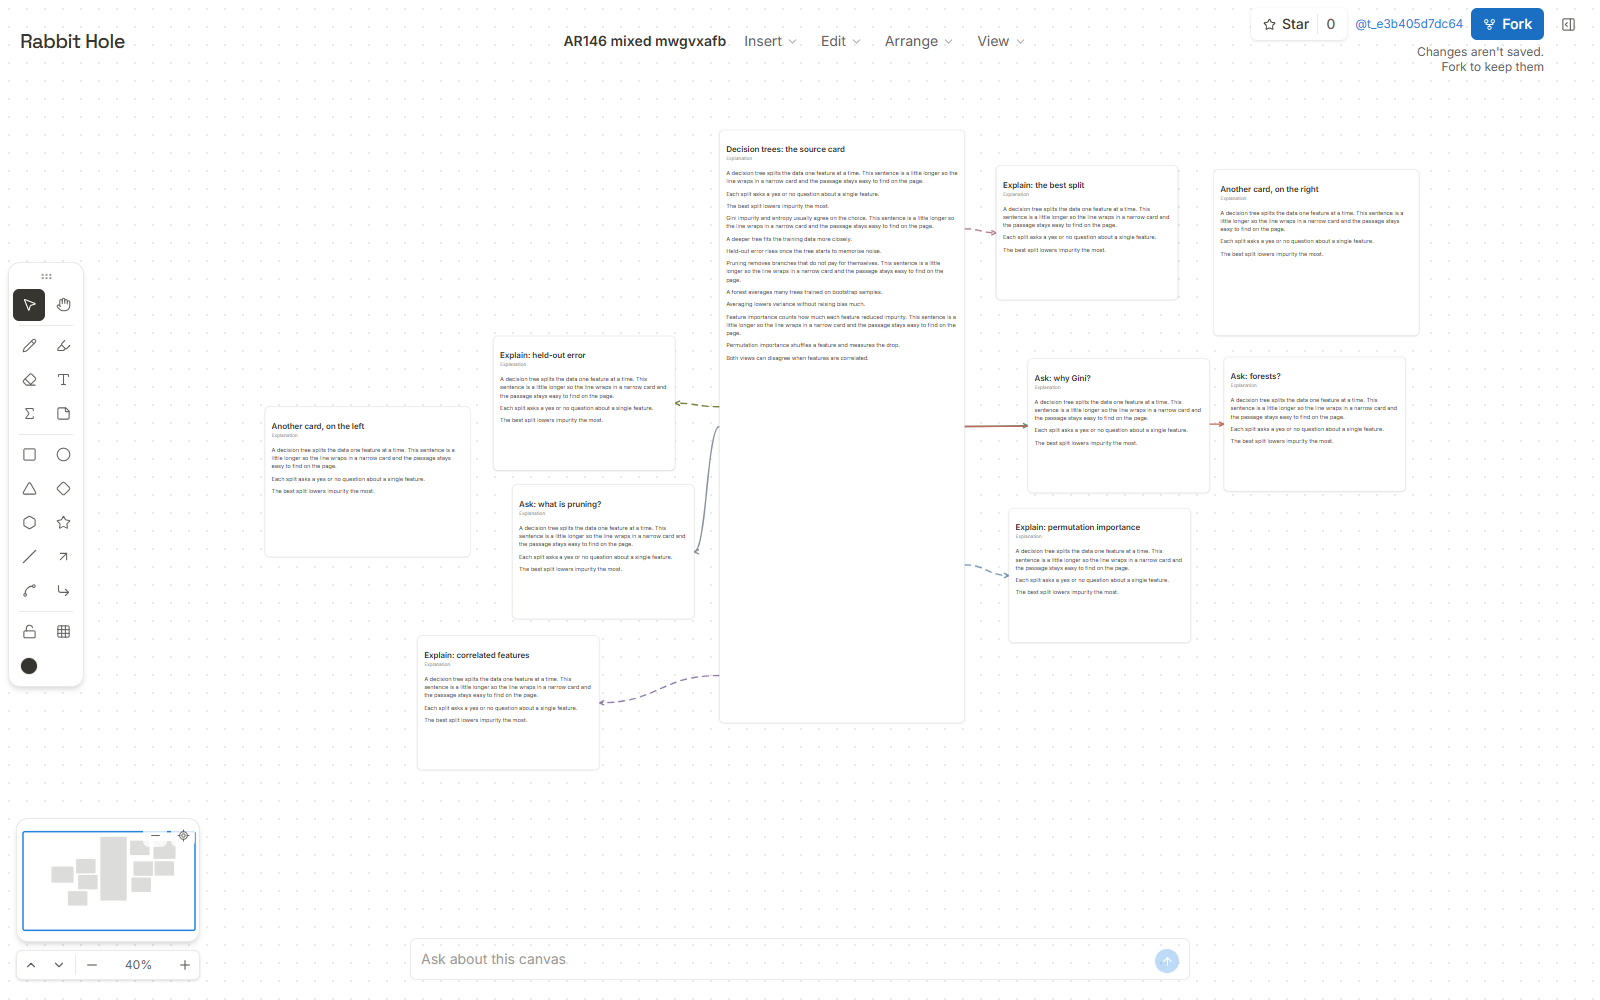 Rabbit Hole
AR146 mixed mwgvxafb
Insert
Edit
Arrange
View
Star
0
@t_e3b405d7dc64
Fork
Changes aren't saved.
Fork to keep them
Decision trees: the source card
Explanation
A decision tree splits the data one feature at a time. This sentence is a little longer so the
line wraps in a narrow card and the passage stays easy to find on the page.
Each split asks a yes or no question about a single feature.
The best split lowers impurity the most.
Gini impurity and entropy usually agree on the choice. This sentence is a little longer so
the line wraps in a narrow card and the passage stays easy to find on the page.
A deeper tree fits the training data more closely.
Held-out error rises once the tree starts to memorise noise.
Pruning removes branches that do not pay for themselves. This sentence is a little
longer so the line wraps in a narrow card and the passage stays easy to find on the
page.
A forest averages many trees trained on bootstrap samples.
Averaging lowers variance without raising bias much.
Feature importance counts how much each feature reduced impurity. This sentence is a
little longer so the line wraps in a narrow card and the passage stays easy to find on the
page.
Permutation importance shuffles a feature and measures the drop.
Both views can disagree when features are correlated.
Explain: the best split
Explanation
A decision tree splits the data one feature at a time. This
sentence is a little longer so the line wraps in a narrow card and
the passage stays easy to find on the page.
Each split asks a yes or no question about a single feature.
The best split lowers impurity the most.
Another card, on the right
Explanation
A decision tree splits the data one feature at a time. This sentence is a
little longer so the line wraps in a narrow card and the passage stays
easy to find on the page.
Each split asks a yes or no question about a single feature.
The best split lowers impurity the most.
Explain: held-out error
Explanation
A decision tree splits the data one feature at a time. This
sentence is a little longer so the line wraps in a narrow card and
the passage stays easy to find on the page.
Each split asks a yes or no question about a single feature.
The best split lowers impurity the most.
Ask: why Gini?
Explanation
A decision tree splits the data one feature at a time. This
sentence is a little longer so the line wraps in a narrow card and
the passage stays easy to find on the page.
Each split asks a yes or no question about a single feature.
The best split lowers impurity the most.
Ask: forests?
Explanation
A decision tree splits the data one feature at a time. This
sentence is a little longer so the line wraps in a narrow card and
the passage stays easy to find on the page.
Each split asks a yes or no question about a single feature.
The best split lowers impurity the most.
Another card, on the left
Explanation
A decision tree splits the data one feature at a time. This sentence is a
little longer so the line wraps in a narrow card and the passage stays
easy to find on the page.
Each split asks a yes or no question about a single feature.
The best split lowers impurity the most.
Ask: what is pruning?
Explanation
A decision tree splits the data one feature at a time. This
sentence is a little longer so the line wraps in a narrow card and
the passage stays easy to find on the page.
Each split asks a yes or no question about a single feature.
The best split lowers impurity the most.
Explain: permutation importance
Explanation
A decision tree splits the data one feature at a time. This
sentence is a little longer so the line wraps in a narrow card and
the passage stays easy to find on the page.
Each split asks a yes or no question about a single feature.
The best split lowers impurity the most.
Explain: correlated features
Explanation
A decision tree splits the data one feature at a time. This
sentence is a little longer so the line wraps in a narrow card and
the passage stays easy to find on the page.
Each split asks a yes or no question about a single feature.
The best split lowers impurity the most.
40%
Ask about this canvas